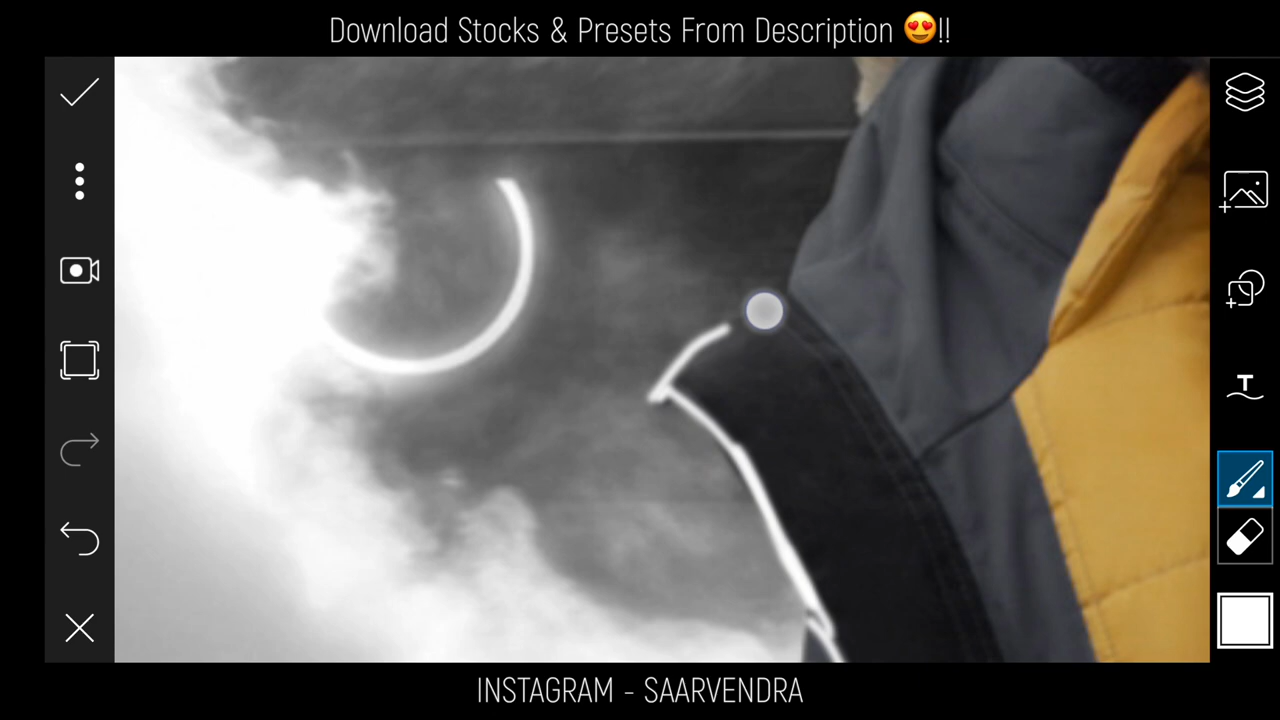 Download Stocks & Presets From Description 😍!!
T
INSTAGRAM - SAARVENDRA